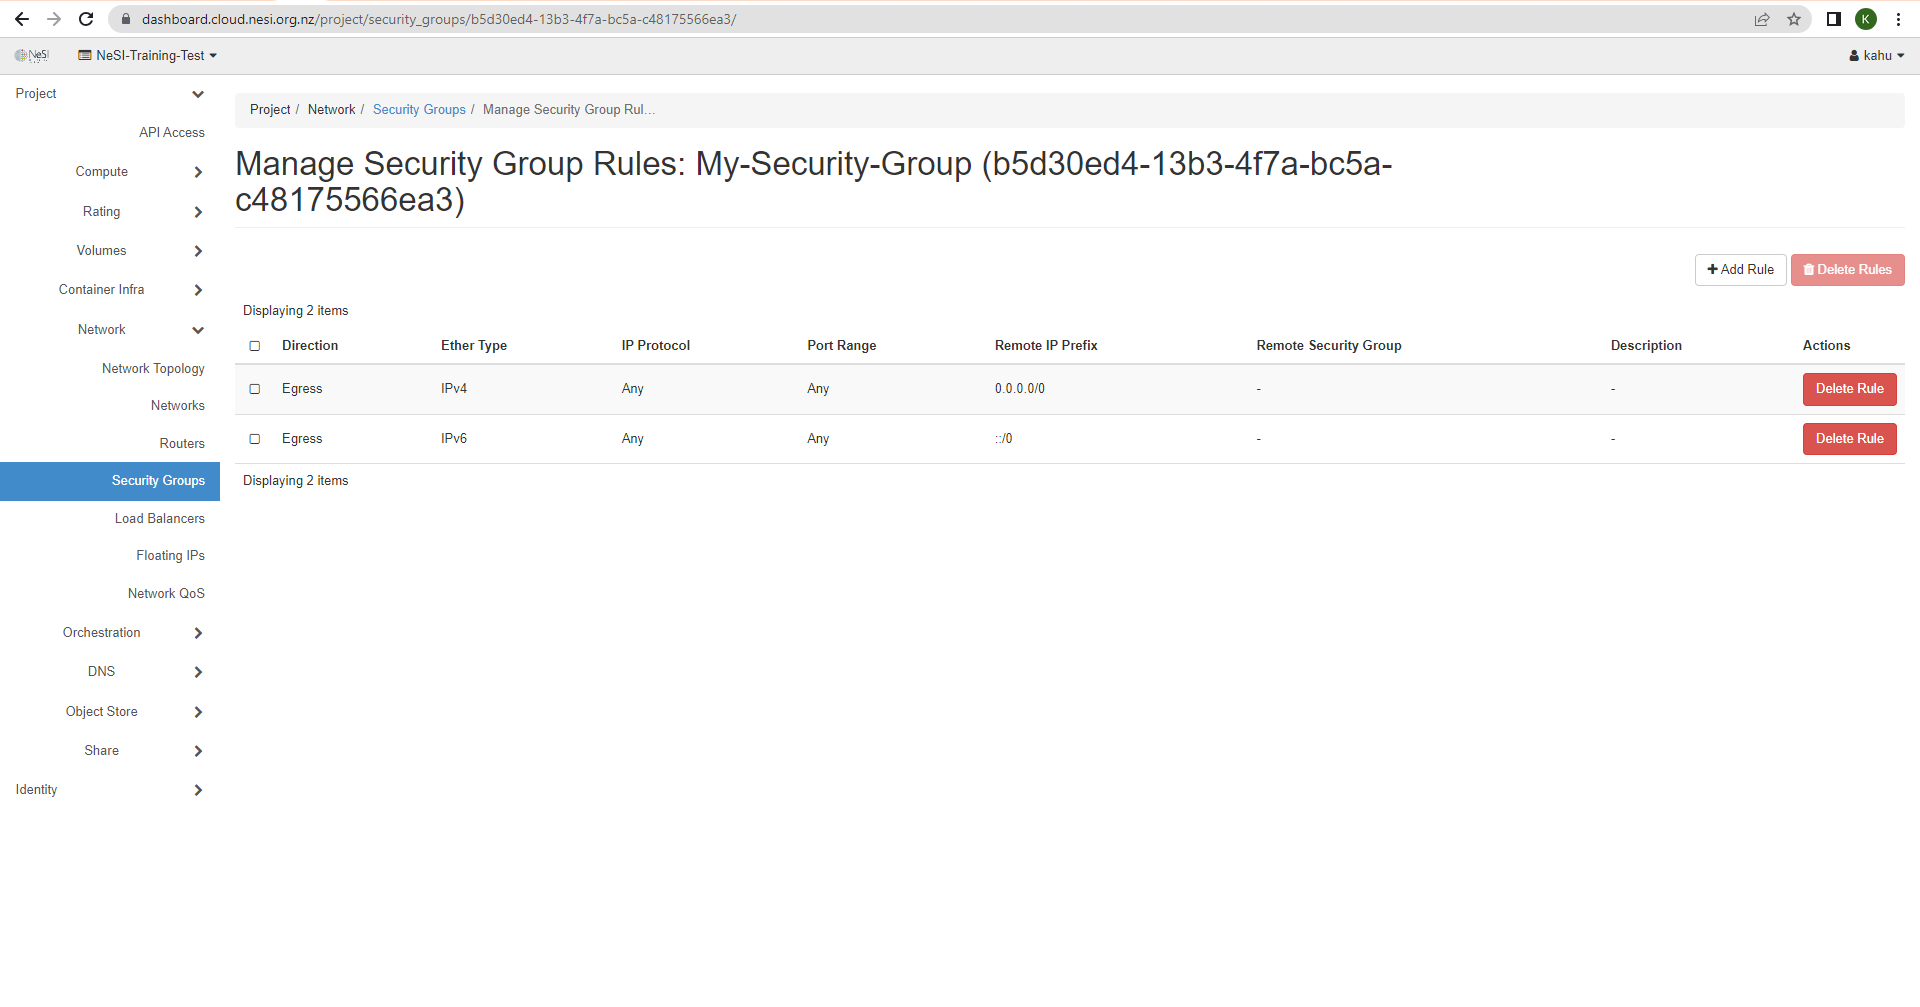 dashboard.cloud.nesi.org.nz/project/security_groups/b5d30ed4-13b3-4f7a-bc5a-c48175566ea3/
K
NeSI
NeSI-Training-Test
kahu
Project
API Access
Compute
Rating
Volumes
Container Infra
Network
Network Topology
Networks
Routers
Security Groups
Load Balancers
Floating IPs
Network QoS
Orchestration
DNS
Object Store
Share
Identity
Project / Network / Security Groups / Manage Security Group Rul...
Manage Security Group Rules: My-Security-Group (b5d30ed4-13b3-4f7a-bc5a-
c48175566ea3)
Add Rule Delete Rules
Displaying 2 items
Direction Ether Type IP Protocol Port Range Remote IP Prefix Remote Security Group Description Actions
Egress IPv4 Any Any 0.0.0.0/0 - - Delete Rule
Egress IPv6 Any Any ::/0 - - Delete Rule
Displaying 2 items